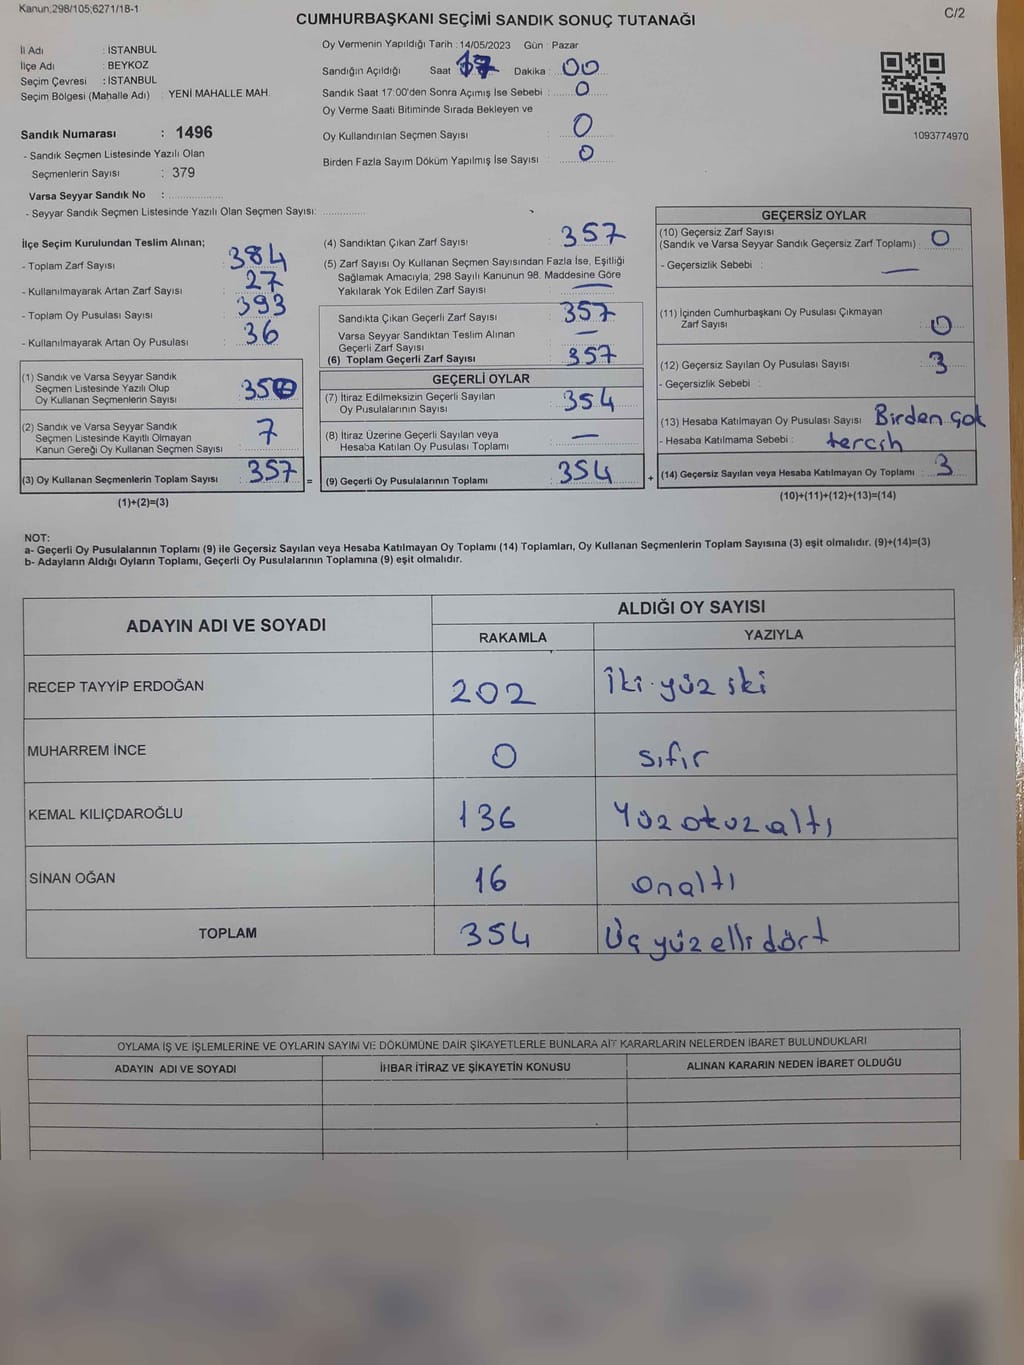 Kanun:298/105;6271/18-1
C/2
CUMHURBAŞKANI SEÇİMİ SANDIK SONUÇ TUTANAĞI
İl Adı : İSTANBUL
İlçe Adı : BEYKOZ
Seçim Çevresi : İSTANBUL
Seçim Bölgesi (Mahalle Adı) : YENİ MAHALLE MAH.
Sandık Numarası : 1496
- Sandık Seçmen Listesinde Yazılı Olan
Seçmenlerin Sayısı : 379
Varsa Seyyar Sandık No :
- Seyyar Sandık Seçmen Listesinde Yazılı Olan Seçmen Sayısı:
Oy Vermenin Yapıldığı Tarih : 14/05/2023 Gün : Pazar
Sandığın Açıldığı Saat 17 Dakika : 00
Sandık Saat 17:00'den Sonra Açımış İse Sebebi : 0
Oy Verme Saati Bitiminde Sırada Bekleyen ve
Oy Kullandırılan Seçmen Sayısı : 0
Birden Fazla Sayım Döküm Yapılmış İse Sayısı : 0
1093774970
İlçe Seçim Kurulundan Teslim Alınan;
- Toplam Zarf Sayısı : 384
- Kullanılmayarak Artan Zarf Sayısı : 27
- Toplam Oy Pusulası Sayısı : 393
- Kullanılmayarak Artan Oy Pusulası : 36
(1) Sandık ve Varsa Seyyar Sandık
Seçmen Listesinde Yazılı Olup
Oy Kullanan Seçmenlerin Sayısı : 350
(2) Sandık ve Varsa Seyyar Sandık
Seçmen Listesinde Kayıtlı Olmayan
Kanun Gereği Oy Kullanan Seçmen Sayısı : 7
(3) Oy Kullanan Seçmenlerin Toplam Sayısı : 357 =
(1)+(2)=(3)
(4) Sandıktan Çıkan Zarf Sayısı : 357
(5) Zarf Sayısı Oy Kullanan Seçmen Sayısından Fazla İse, Eşitliği
Sağlamak Amacıyla; 298 Sayılı Kanunun 98. Maddesine Göre
Yakılarak Yok Edilen Zarf Sayısı : —
Sandıkta Çıkan Geçerli Zarf Sayısı : 357
Varsa Seyyar Sandıktan Teslim Alınan
Geçerli Zarf Sayısı : —
(6) Toplam Geçerli Zarf Sayısı : 357
GEÇERLİ OYLAR
(7) İtiraz Edilmeksizin Geçerli Sayılan
Oy Pusulalarının Sayısı : 354
(8) İtiraz Üzerine Geçerli Sayılan veya
Hesaba Katılan Oy Pusulası Toplamı : —
(9) Geçerli Oy Pusulalarının Toplamı : 354 +
GEÇERSİZ OYLAR
(10) Geçersiz Zarf Sayısı
(Sandık ve Varsa Seyyar Sandık Geçersiz Zarf Toplamı) : 0
- Geçersizlik Sebebi : —
(11) İçinden Cumhurbaşkanı Oy Pusulası Çıkmayan
Zarf Sayısı : 0
(12) Geçersiz Sayılan Oy Pusulası Sayısı : 3
- Geçersizlik Sebebi :
(13) Hesaba Katılmayan Oy Pusulası Sayısı Birden çok
- Hesaba Katılmama Sebebi : tercih
(14) Geçersiz Sayılan veya Hesaba Katılmayan Oy Toplamı : 3
(10)+(11)+(12)+(13)=(14)
NOT:
a- Geçerli Oy Pusulalarının Toplamı (9) ile Geçersiz Sayılan veya Hesaba Katılmayan Oy Toplamı (14) Toplamları, Oy Kullanan Seçmenlerin Toplam Sayısına (3) eşit olmalıdır. (9)+(14)=(3)
b- Adayların Aldığı Oyların Toplamı, Geçerli Oy Pusulalarının Toplamına (9) eşit olmalıdır.
ADAYIN ADI VE SOYADI
ALDIĞI OY SAYISI
RAKAMLA YAZIYLA
RECEP TAYYİP ERDOĞAN 202 İki yüz iki
MUHARREM İNCE 0 sıfır
KEMAL KILIÇDAROĞLU 136 Yüz otuz altı
SİNAN OĞAN 16 onaltı
TOPLAM 354 Üç yüz elli dört
OYLAMA İŞ VE İŞLEMLERİNE VE OYLARIN SAYIM VE DÖKÜMÜNE DAİR ŞİKAYETLERLE BUNLARA AİT KARARLARIN NELERDEN İBARET BULUNDUKLARI
ADAYIN ADI VE SOYADI İHBAR İTİRAZ VE ŞİKAYETİN KONUSU ALINAN KARARIN NEDEN İBARET OLDUĞU